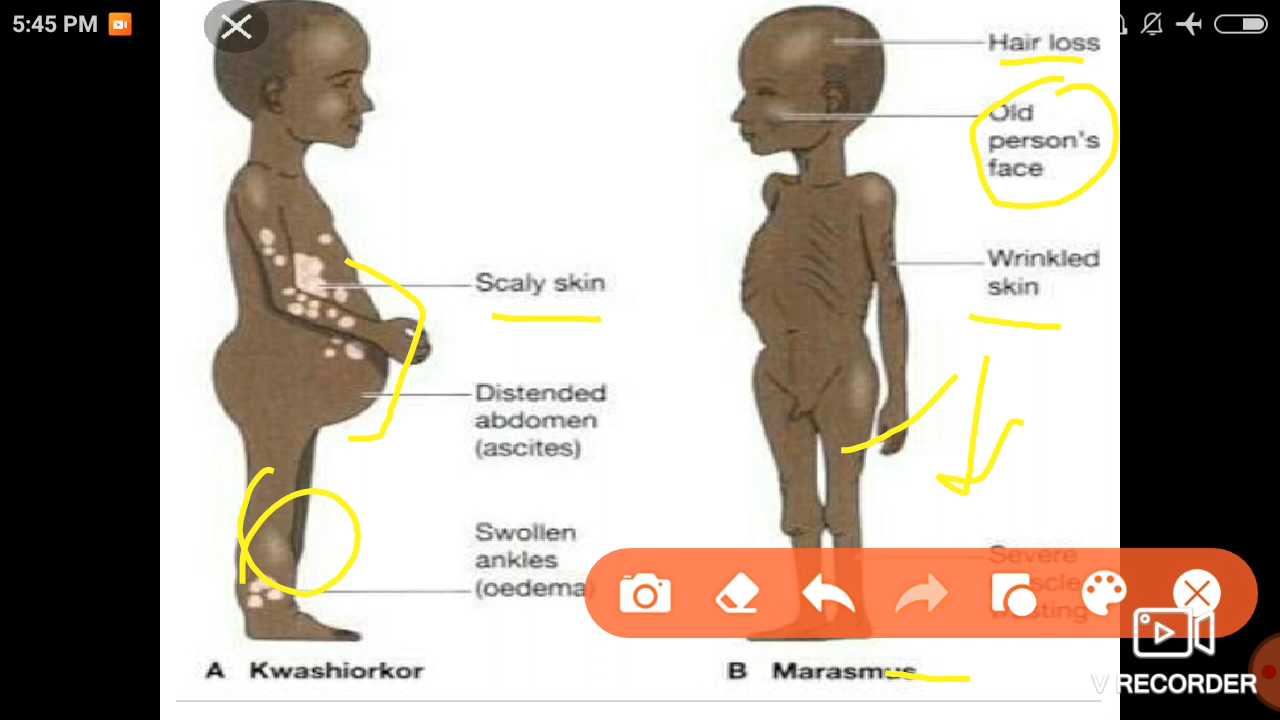 5:45 PM
Hair loss
Old
person's
face
Wrinkled
skin
Scaly skin
Distended
abdomen
(ascites)
Swollen
ankles
(oedema)
Severe
A Kwashiorkor
B Marasmus
V RECORDER